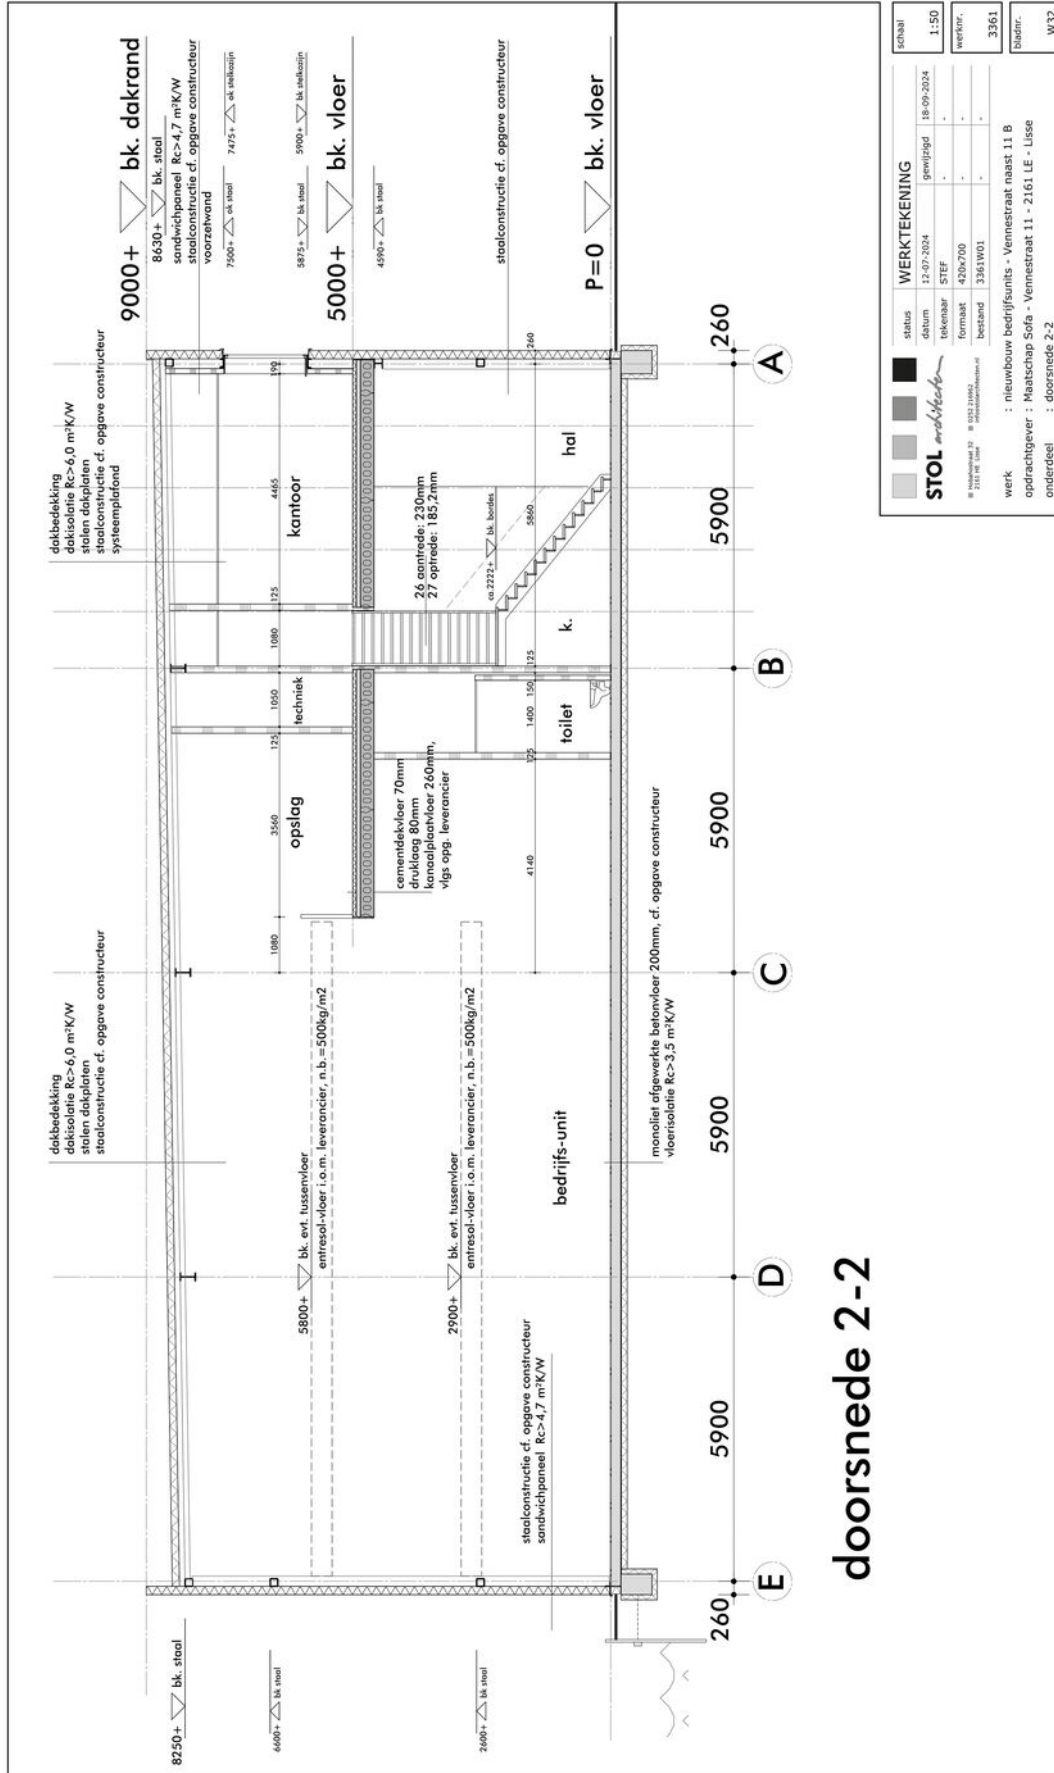 dakbedekking
dakisolatie Rc>6,0 m²K/W
stalen dakplaten
staalconstructie cf. opgave constructeur
dakbedekking
dakisolatie Rc>6,0 m²K/W
stalen dakplaten
staalconstructie cf. opgave constructeur
systeemplafond
9000+ bk. dakrand
8630+ bk. staal
sandwichpaneel Rc>4,7 m²K/W
staalconstructie cf. opgave constructeur
voorzetwand
7500+ ok staal
7475+ ok stelkozijn
5875+ bk staal
5900+ bk stelkozijn
5000+ bk. vloer
4590+ bk staal
staalconstructie cf. opgave constructeur
P=0 bk. vloer
8250+ bk. staal
6600+ bk staal
2600+ bk staal
1080
3560
125
1050
1080
125
4465
190
opslag
techniek
kantoor
5800+ bk. evt. tussenvloer
entresol-vloer i.o.m. leverancier, n.b.=500kg/m2
cementdekvloer 70mm
druklaag 80mm
kanaalplaatvloer 260mm,
vlgs opg. leverancier
26 aantrede: 230mm
27 optrede: 185,2mm
2900+ bk. evt. tussenvloer
entresol-vloer i.o.m. leverancier, n.b.=500kg/m2
ca.2222+ bk. bordes
4140
125
1400
150
125
5860
260
staalconstructie cf. opgave constructeur
sandwichpaneel Rc>4,7 m²K/W
bedrijfs-unit
toilet
k.
hal
monoliet afgewerkte betonvloer 200mm, cf. opgave constructeur
vloerisolatie Rc>3,5 m²K/W
260
5900
5900
5900
5900
260
E
D
C
B
A
doorsnede 2-2
STOL architecten
2161 HE Lisse
status WERKTEKENING
datum 12-07-2024 gewijzigd 18-09-2024
tekenaar STEF - -
formaat 420x700 - -
bestand 3361W01 - -
schaal
1:50
werknr.
3361
bladnr.
W32
werk : nieuwbouw bedrijfsunits - Vennestraat naast 11 B
opdrachtgever : Maatschap Sofa - Vennestraat 11 - 2161 LE - Lisse
onderdeel : doorsnede 2-2